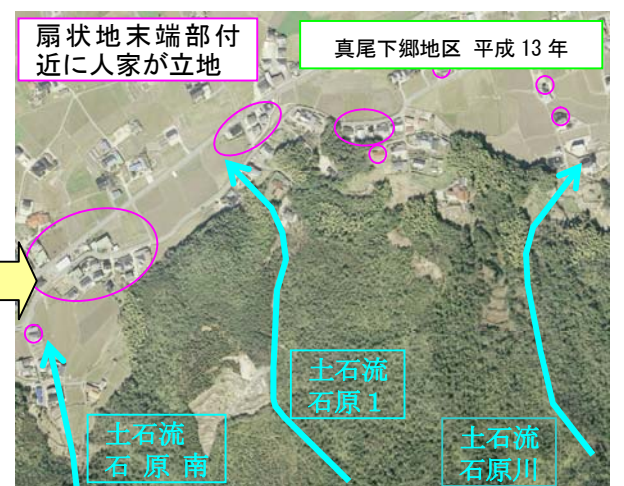 扇状地末端部付
近に人家が立地
真尾下郷地区 平成 13 年
土石流
石原１
土石流
石 原 南
土石流
石原川